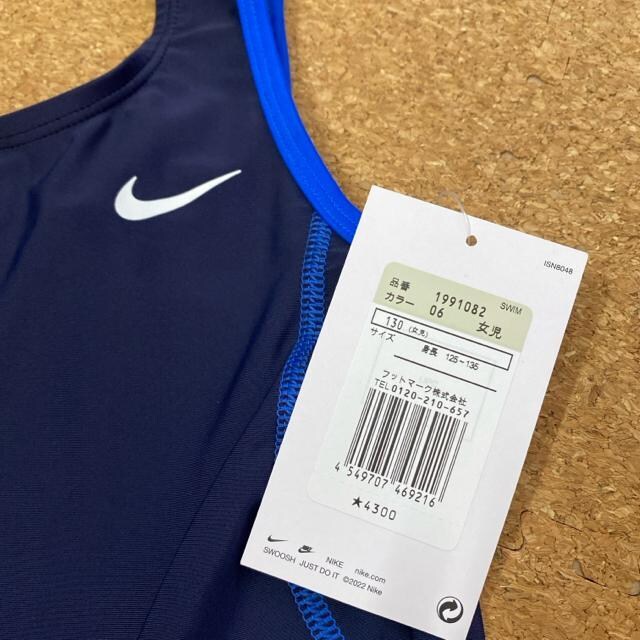 ISN8048
SWIM
品番 1991082
カラー 06 女児
130 (女児)
サイズ 身長 125~135
フットマーク株式会社
TEL0120-210-657
4 549707 469216
★4300
NIKE nike.com
SWOOSH JUST DO IT ©2022 Nike